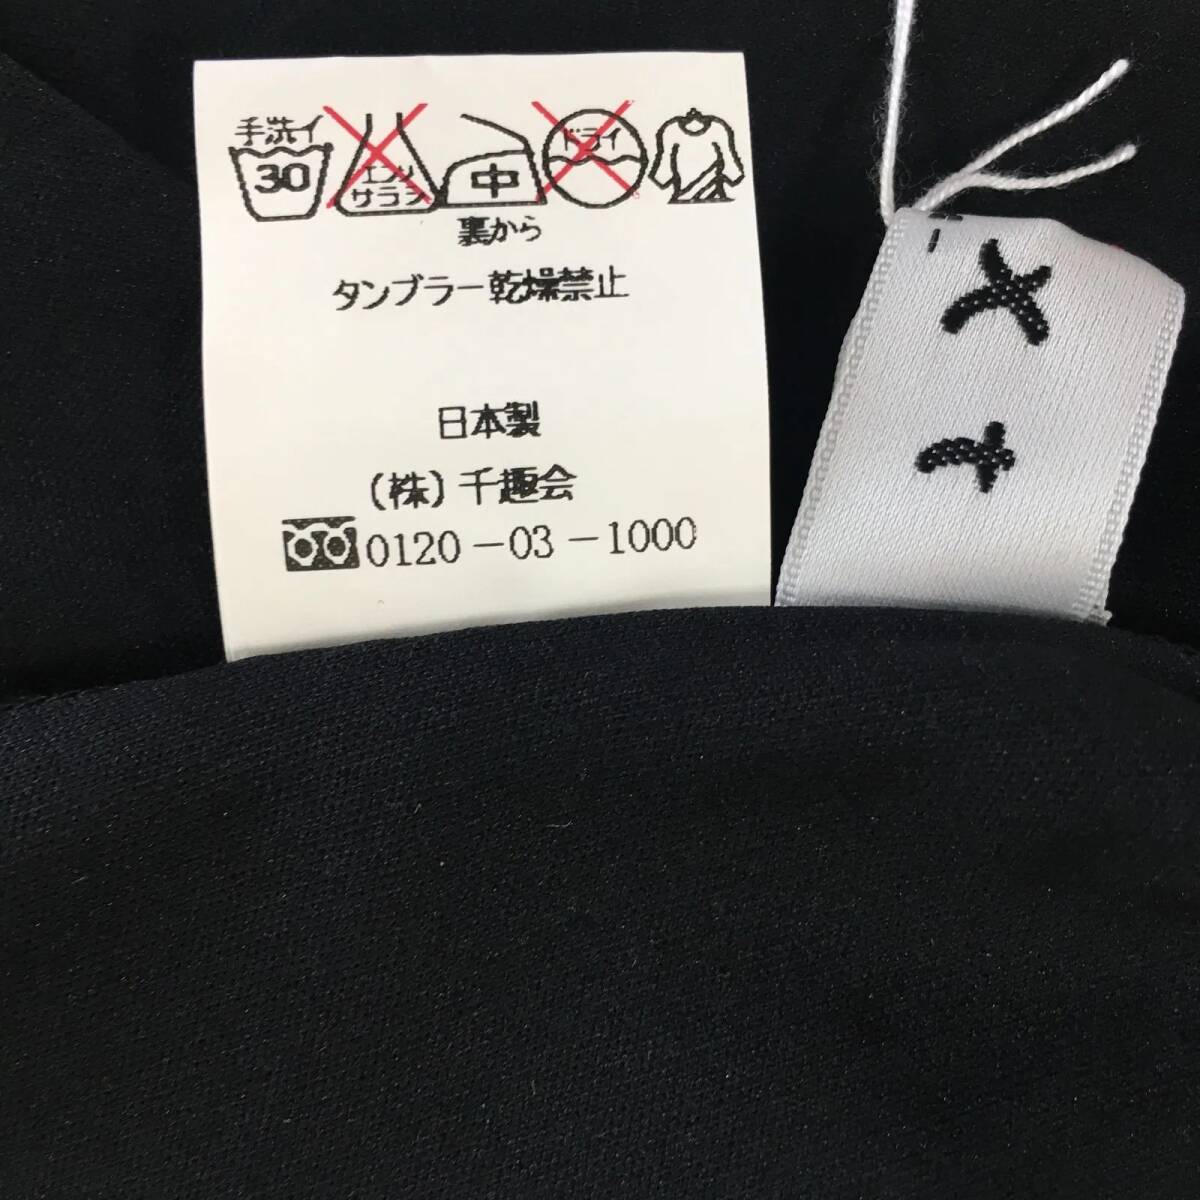 手洗イ
30
エンソ
サラシ
中
ドライ
裏から
タンブラー乾燥禁止
日本製
(株)千趣会
0120-03-1000